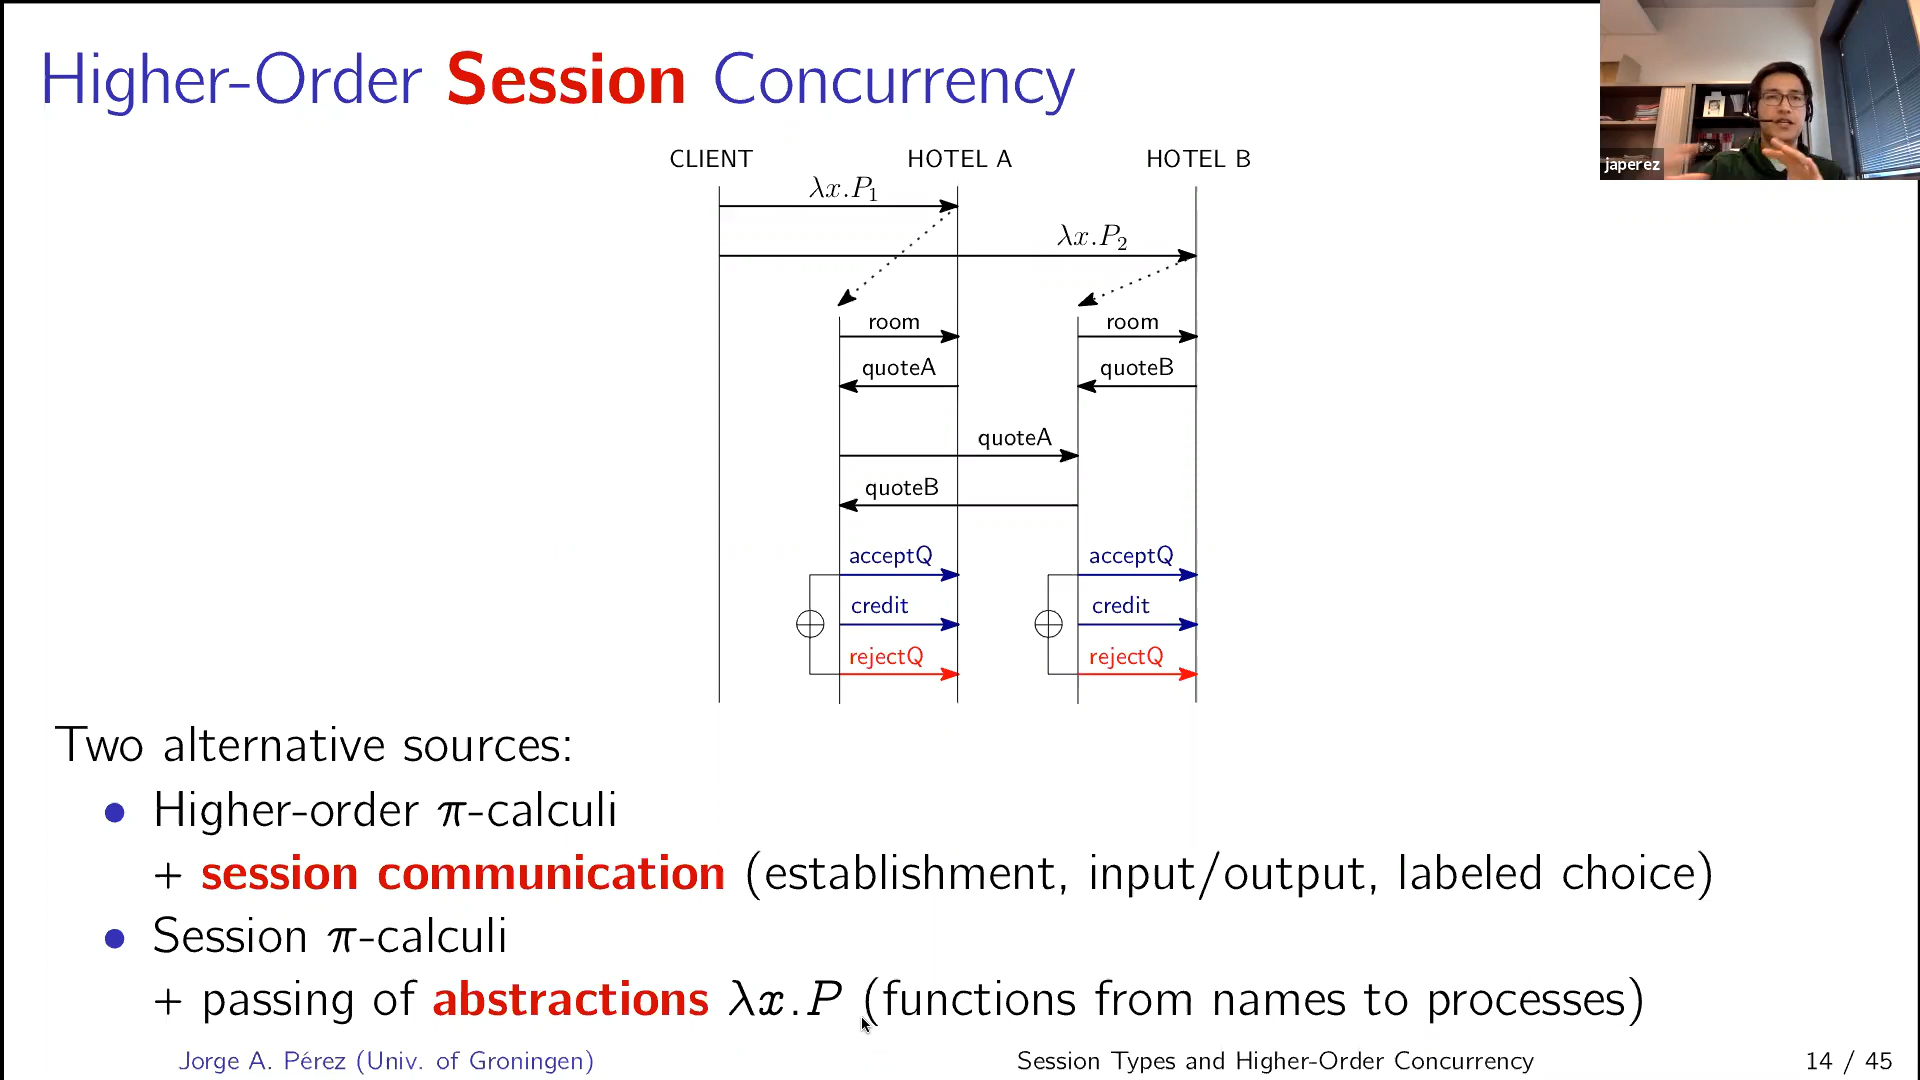 Higher-Order Session Concurrency
japerez
CLIENT HOTEL A HOTEL B
λx.P₁
λx.P₂
room room
quoteA quoteB
quoteA
quoteB
acceptQ acceptQ
credit credit
rejectQ rejectQ
Two alternative sources:
• Higher-order π-calculi
+ session communication (establishment, input/output, labeled choice)
• Session π-calculi
+ passing of abstractions λx.P (functions from names to processes)
Jorge A. Pérez (Univ. of Groningen) Session Types and Higher-Order Concurrency 14 / 45